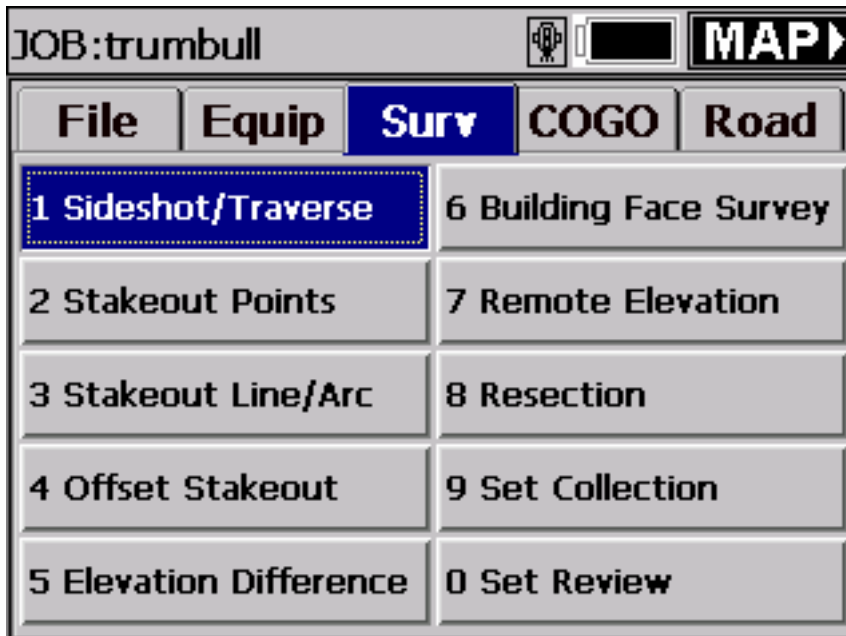 JOB:trumbull MAP
File Equip Surv COGO Road
1 Sideshot/Traverse 6 Building Face Survey
2 Stakeout Points 7 Remote Elevation
3 Stakeout Line/Arc 8 Resection
4 Offset Stakeout 9 Set Collection
5 Elevation Difference 0 Set Review